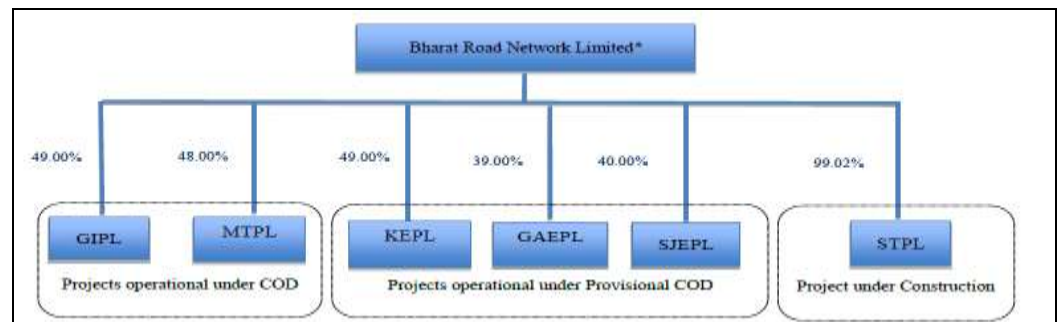 Bharat Road Network Limited*
49.00% 48.00% 49.00% 39.00% 40.00% 99.02%
GIPL MTPL KEPL GAEPL SJEPL STPL
Projects operational under COD Projects operational under Provisional COD Project under Construction